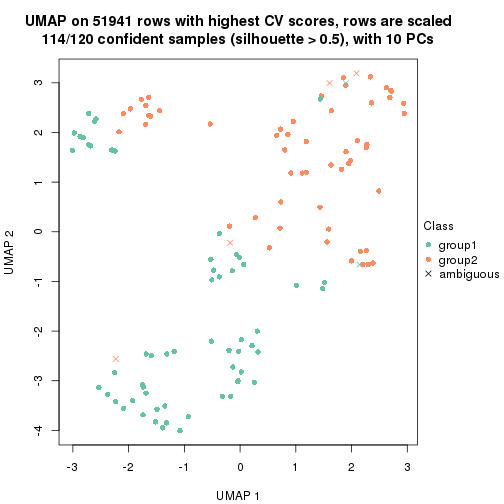 UMAP on 51941 rows with highest CV scores, rows are scaled
114/120 confident samples (silhouette > 0.5), with 10 PCs
3
2
1
0
-1
-2
-3
-4
UMAP 2
-3
-2
-1
0
1
2
3
UMAP 1
Class
group1
group2
ambiguous